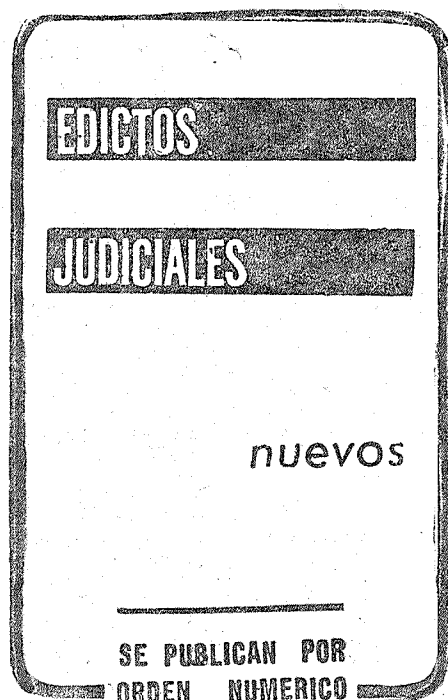 EDICTOS
JUDICIALES
nuevos
SE PUBLICAN POR
ORDEN NUMERICO